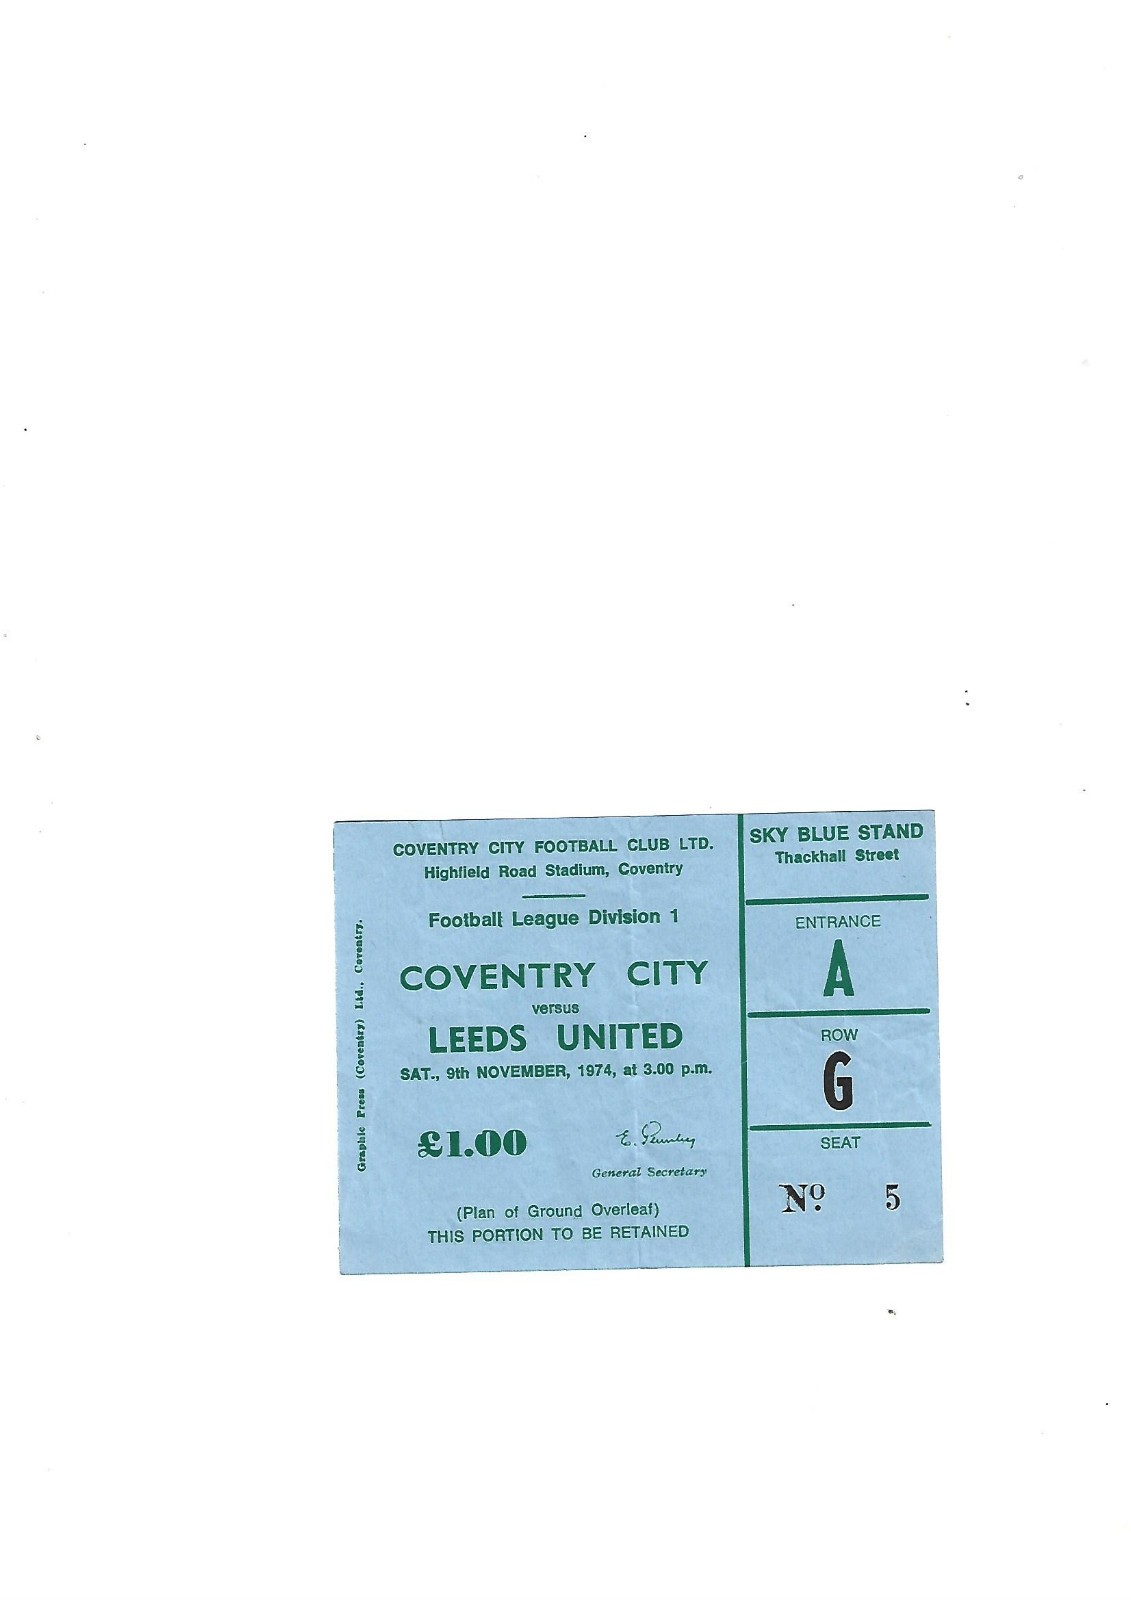 COVENTRY CITY FOOTBALL CLUB LTD.
Highfield Road Stadium, Coventry
Football League Division 1
COVENTRY CITY
versus
LEEDS UNITED
SAT., 9th NOVEMBER, 1974, at 3.00 p.m.
£1.00
E. Plumley
General Secretary
(Plan of Ground Overleaf)
THIS PORTION TO BE RETAINED
Graphic Press (Coventry) Ltd., Coventry.
SKY BLUE STAND
Thackhall Street
ENTRANCE
A
ROW
G
SEAT
No. 5